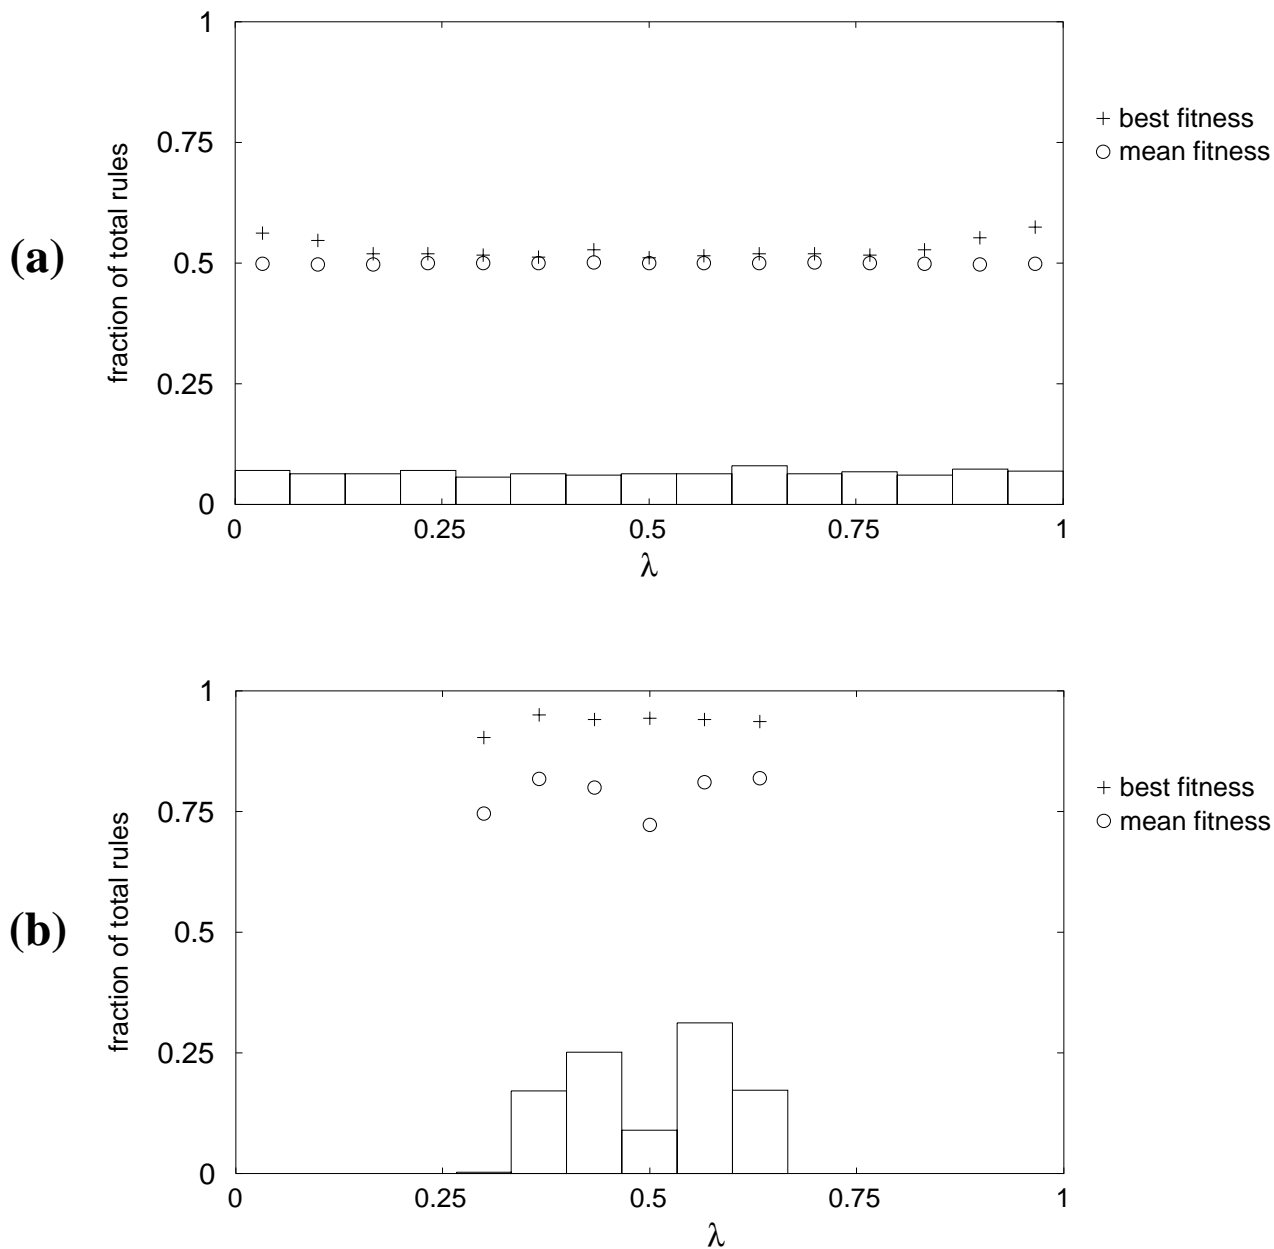 1
0.75
0.5
0.25
0
fraction of total rules
(a)
0 0.25 0.5 0.75 1
λ
+ best fitness
○ mean fitness
1
0.75
0.5
0.25
0
fraction of total rules
(b)
0 0.25 0.5 0.75 1
λ
+ best fitness
○ mean fitness